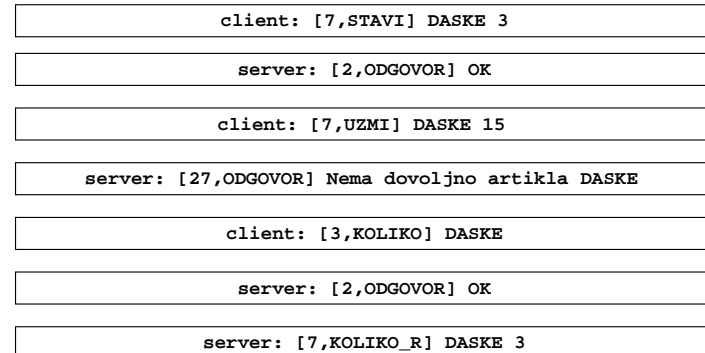 client: [7,STAVI] DASKE 3
server: [2,ODGOVOR] OK
client: [7,UZMI] DASKE 15
server: [27,ODGOVOR] Nema dovoljno artikla DASKE
client: [3,KOLIKO] DASKE
server: [2,ODGOVOR] OK
server: [7,KOLIKO_R] DASKE 3